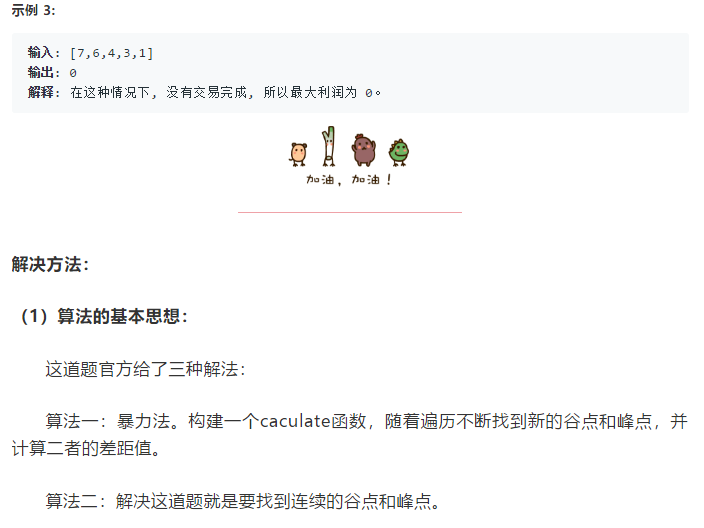 示例 3:
输入: [7,6,4,3,1]
输出: 0
解释: 在这种情况下, 没有交易完成, 所以最大利润为 0。
加油，加油！
解决方法：
（1）算法的基本思想：
这道题官方给了三种解法：
算法一：暴力法。构建一个caculate函数，随着遍历不断找到新的谷点和峰点，并
计算二者的差距值。
算法二：解决这道题就是要找到连续的谷点和峰点。